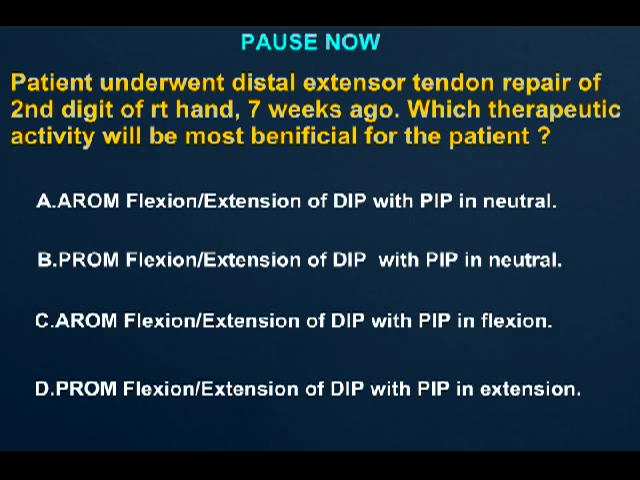 PAUSE NOW
Patient underwent distal extensor tendon repair of
2nd digit of rt hand, 7 weeks ago. Which therapeutic
activity will be most benificial for the patient ?
A.AROM Flexion/Extension of DIP with PIP in neutral.
B.PROM Flexion/Extension of DIP with PIP in neutral.
C.AROM Flexion/Extension of DIP with PIP in flexion.
D.PROM Flexion/Extension of DIP with PIP in extension.